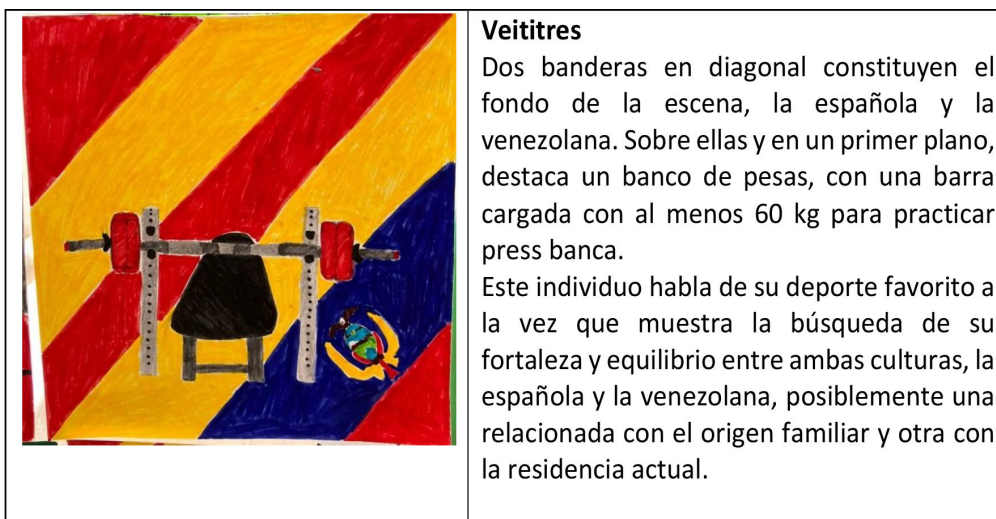 Veititres
Dos banderas en diagonal constituyen el
fondo de la escena, la española y la
venezolana. Sobre ellas y en un primer plano,
destaca un banco de pesas, con una barra
cargada con al menos 60 kg para practicar
press banca.
Este individuo habla de su deporte favorito a
la vez que muestra la búsqueda de su
fortaleza y equilibrio entre ambas culturas, la
española y la venezolana, posiblemente una
relacionada con el origen familiar y otra con
la residencia actual.